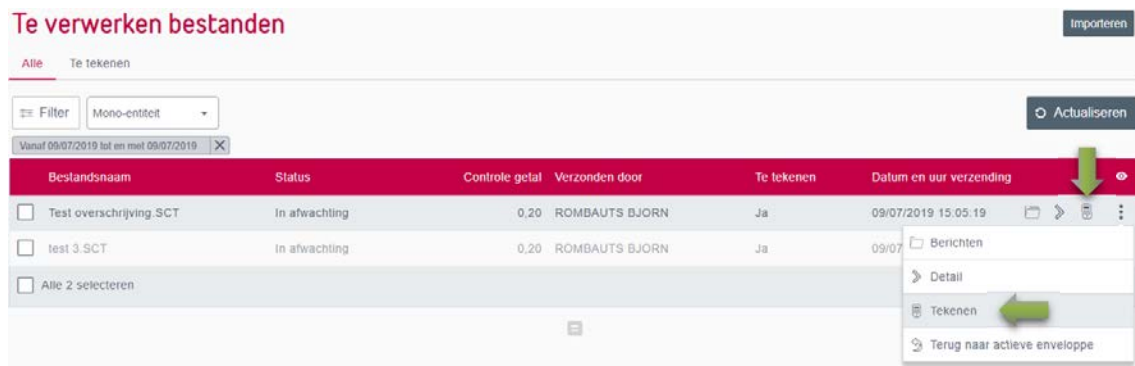 Te verwerken bestanden
Importeren
Alle Te tekenen
Filter Mono-entiteit
Actualiseren
Vanaf 09/07/2019 tot en met 09/07/2019
Bestandsnaam Status Controle getal Verzonden door Te tekenen Datum en uur verzending
Test overschrijving.SCT In afwachting 0,20 ROMBAUTS BJORN Ja 09/07/2019 15:05:19
test 3.SCT In afwachting 0,20 ROMBAUTS BJORN Ja 09/07
Berichten
Alle 2 selecteren
Detail
Tekenen
Terug naar actieve enveloppe